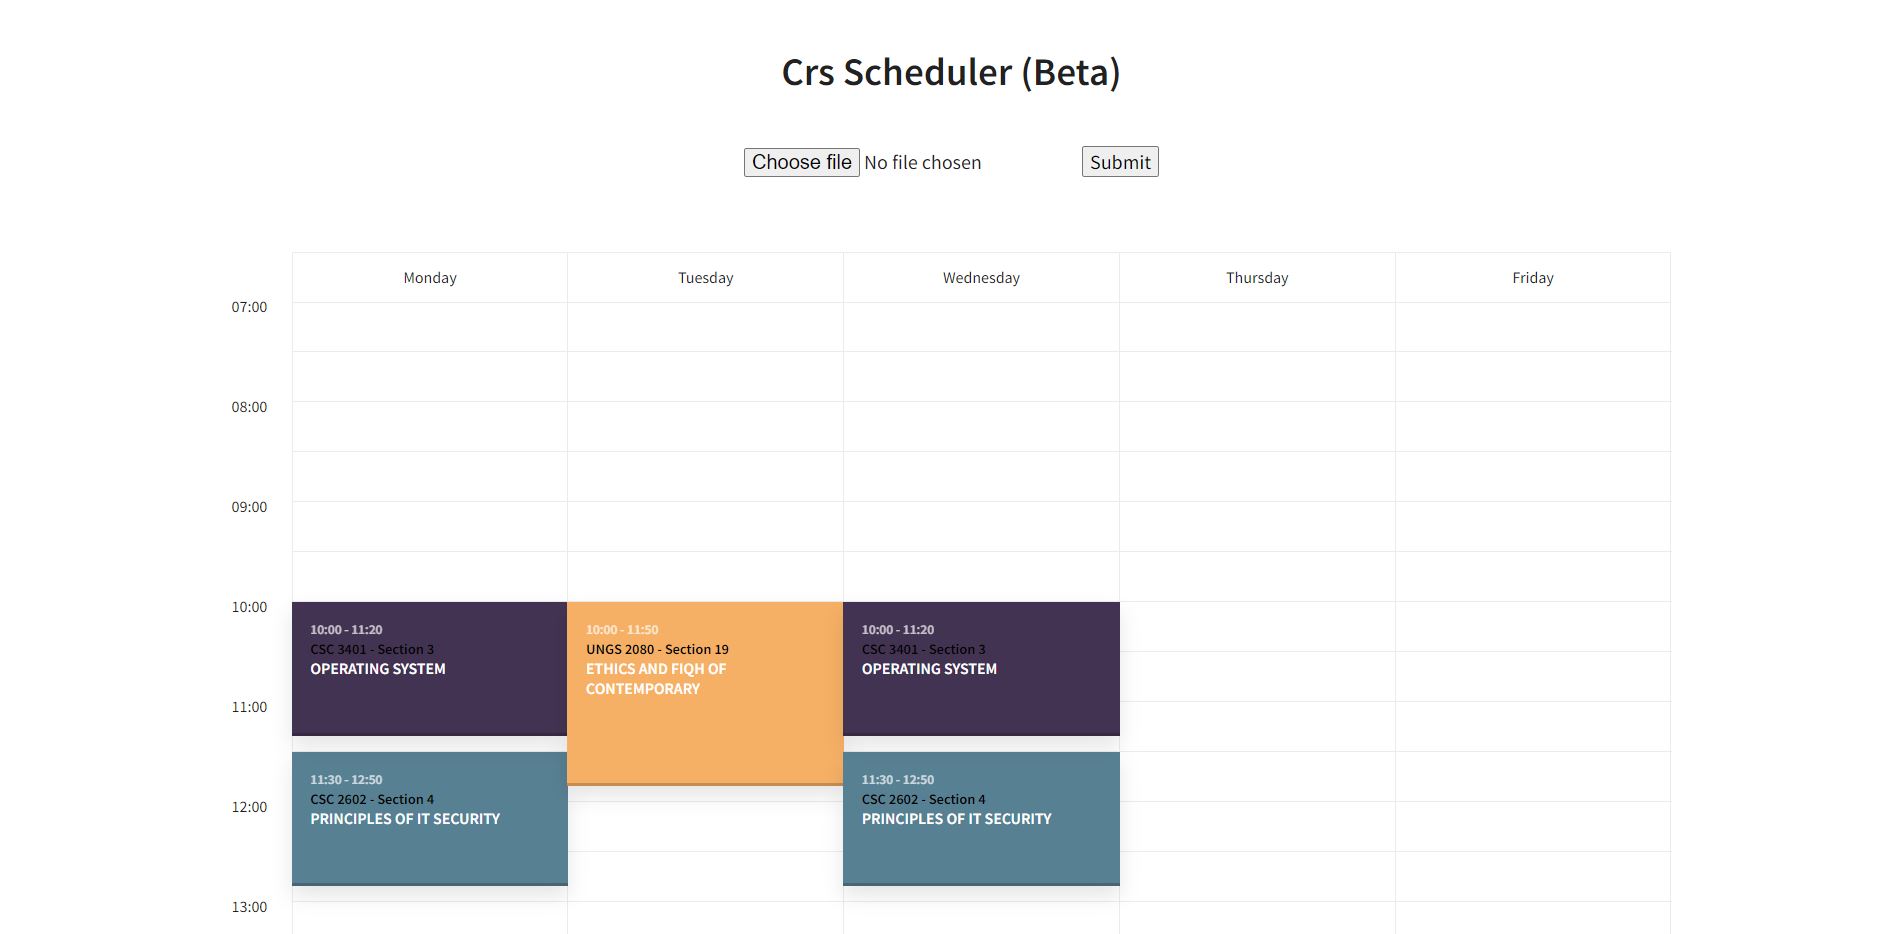 Crs Scheduler (Beta)
Choose file No file chosen Submit
Monday Tuesday Wednesday Thursday Friday
07:00
08:00
09:00
10:00
10:00 - 11:20
CSC 3401 - Section 3
OPERATING SYSTEM
10:00 - 11:50
UNGS 2080 - Section 19
ETHICS AND FIQH OF
CONTEMPORARY
10:00 - 11:20
CSC 3401 - Section 3
OPERATING SYSTEM
11:00
11:30 - 12:50
CSC 2602 - Section 4
PRINCIPLES OF IT SECURITY
11:30 - 12:50
CSC 2602 - Section 4
PRINCIPLES OF IT SECURITY
12:00
13:00